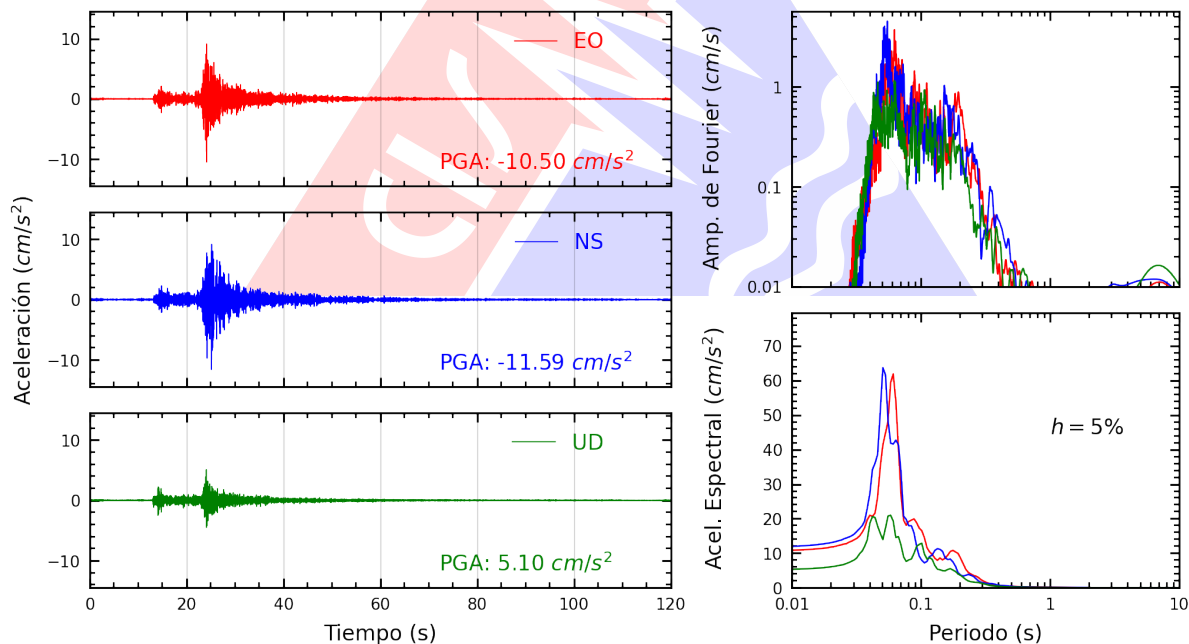 Aceleración (cm/s²)
10
0
−10
EO
PGA: -10.50 cm/s²
10
0
−10
NS
PGA: -11.59 cm/s²
10
0
−10
UD
PGA: 5.10 cm/s²
0 20 40 60 80 100 120
Tiempo (s)
Amp. de Fourier (cm/s)
1
0.1
0.01
Acel. Espectral (cm/s²)
70
60
50
40
30
20
10
0
h = 5%
0.01 0.1 1 10
Periodo (s)